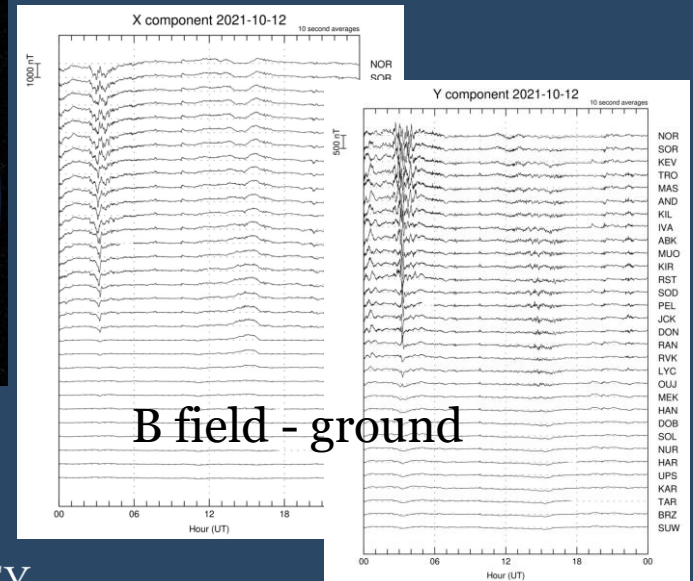 X component 2021-10-12
10 second averages
1000 nT
NOR
SOR
00
06
12
18
Hour (UT)
Y component 2021-10-12
10 second averages
500 nT
NOR
SOR
KEV
TRO
MAS
AND
KIL
IVA
ABK
MUO
KIR
RST
SOD
PEL
JCK
DON
RAN
RVK
LYC
OUJ
MEK
HAN
DOB
SOL
NUR
HAR
UPS
KAR
TAR
BRZ
SUW
00
06
12
18
00
Hour (UT)
B field - ground